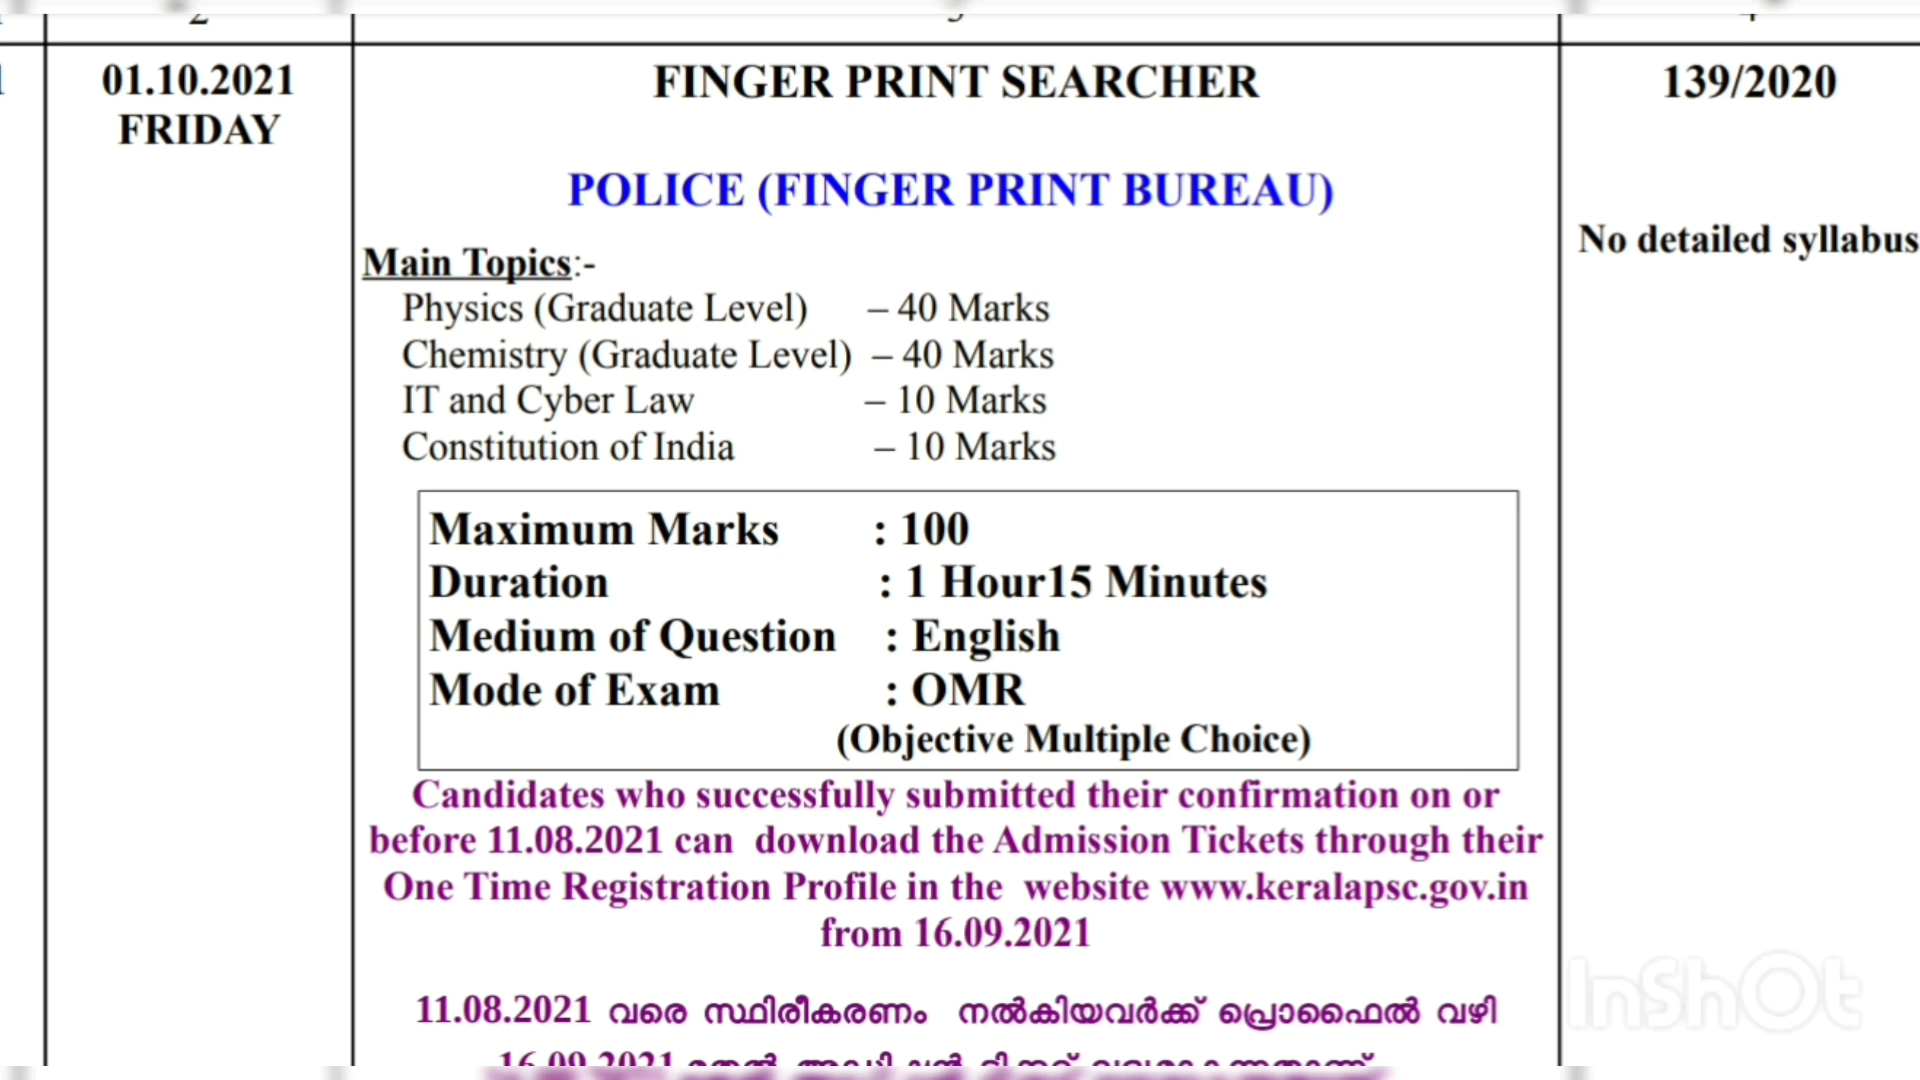 01.10.2021
FRIDAY
FINGER PRINT SEARCHER
139/2020
POLICE (FINGER PRINT BUREAU)
No detailed syllabus
Main Topics:-
Physics (Graduate Level) – 40 Marks
Chemistry (Graduate Level) – 40 Marks
IT and Cyber Law – 10 Marks
Constitution of India – 10 Marks
Maximum Marks : 100
Duration : 1 Hour15 Minutes
Medium of Question : English
Mode of Exam : OMR
(Objective Multiple Choice)
Candidates who successfully submitted their confirmation on or
before 11.08.2021 can download the Admission Tickets through their
One Time Registration Profile in the website www.keralapsc.gov.in
from 16.09.2021
11.08.2021 വരെ സ്ഥിരീകരണം നൽകിയവർക്ക് പ്രൊഫൈൽ വഴി
16.09.2021 മുതൽ
InShOt